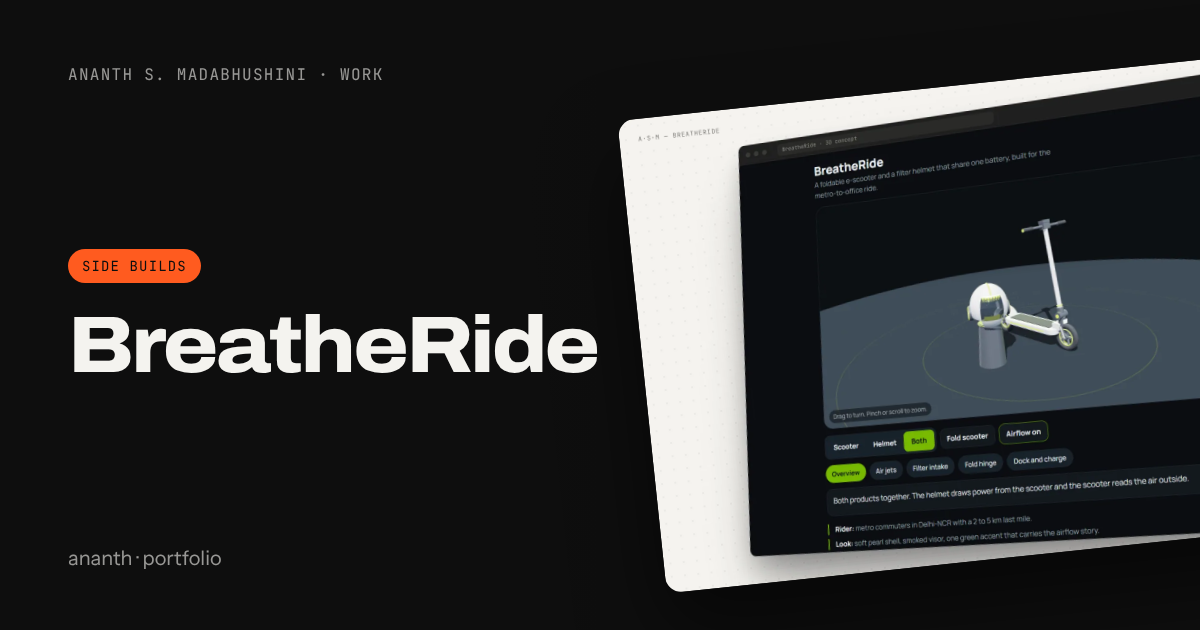 ANANTH S. MADABHUSHINI · WORK
SIDE BUILDS
BreatheRide
ananth·portfolio
A·S·M — BREATHERIDE
BreatheRide · 3D concept
BreatheRide
A foldable e-scooter and a filter helmet that share one battery, built for the
metro-to-office ride.
Drag to turn. Pinch or scroll to zoom.
Scooter Helmet Both Fold scooter Airflow on
Overview Air jets Filter intake Fold hinge Dock and charge
Both products together. The helmet draws power from the scooter and the scooter reads the air outside.
Rider: metro commuters in Delhi-NCR with a 2 to 5 km last mile.
Look: soft pearl shell, smoked visor, one green accent that carries the airflow story.